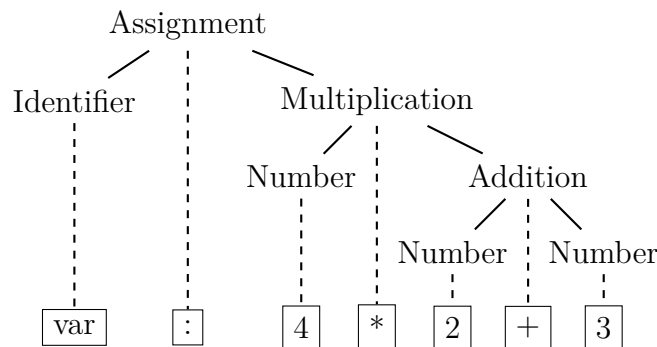 Assignment
Identifier Multiplication
Number Addition
Number Number
var : 4 * 2 + 3